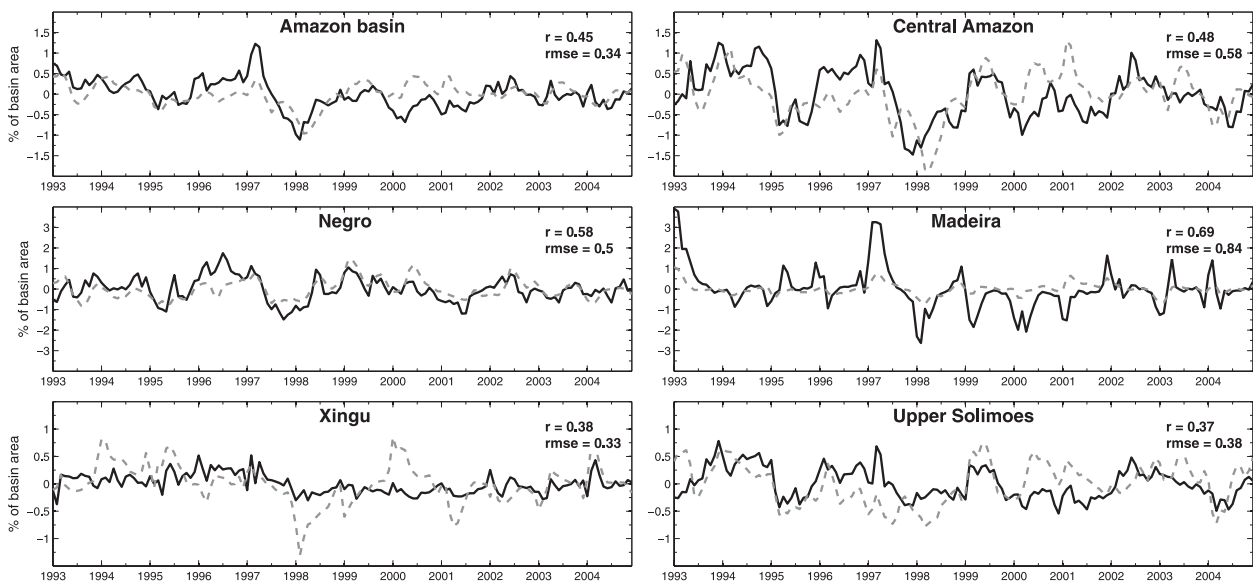 Amazon basin
r = 0.45
rmse = 0.34
% of basin area
1.5
1
0.5
0
−0.5
−1
−1.5
1993 1994 1995 1996 1997 1998 1999 2000 2001 2002 2003 2004
Central Amazon
r = 0.48
rmse = 0.58
1.5
1
0.5
0
−0.5
−1
−1.5
1993 1994 1995 1996 1997 1998 1999 2000 2001 2002 2003 2004
Negro
r = 0.58
rmse = 0.5
% of basin area
3
2
1
0
−1
−2
−3
1993 1994 1995 1996 1997 1998 1999 2000 2001 2002 2003 2004
Madeira
r = 0.69
rmse = 0.84
3
2
1
0
−1
−2
−3
1993 1994 1995 1996 1997 1998 1999 2000 2001 2002 2003 2004
Xingu
r = 0.38
rmse = 0.33
% of basin area
1
0.5
0
−0.5
−1
1993 1994 1995 1996 1997 1998 1999 2000 2001 2002 2003 2004
Upper Solimoes
r = 0.37
rmse = 0.38
1
0.5
0
−0.5
−1
1993 1994 1995 1996 1997 1998 1999 2000 2001 2002 2003 2004